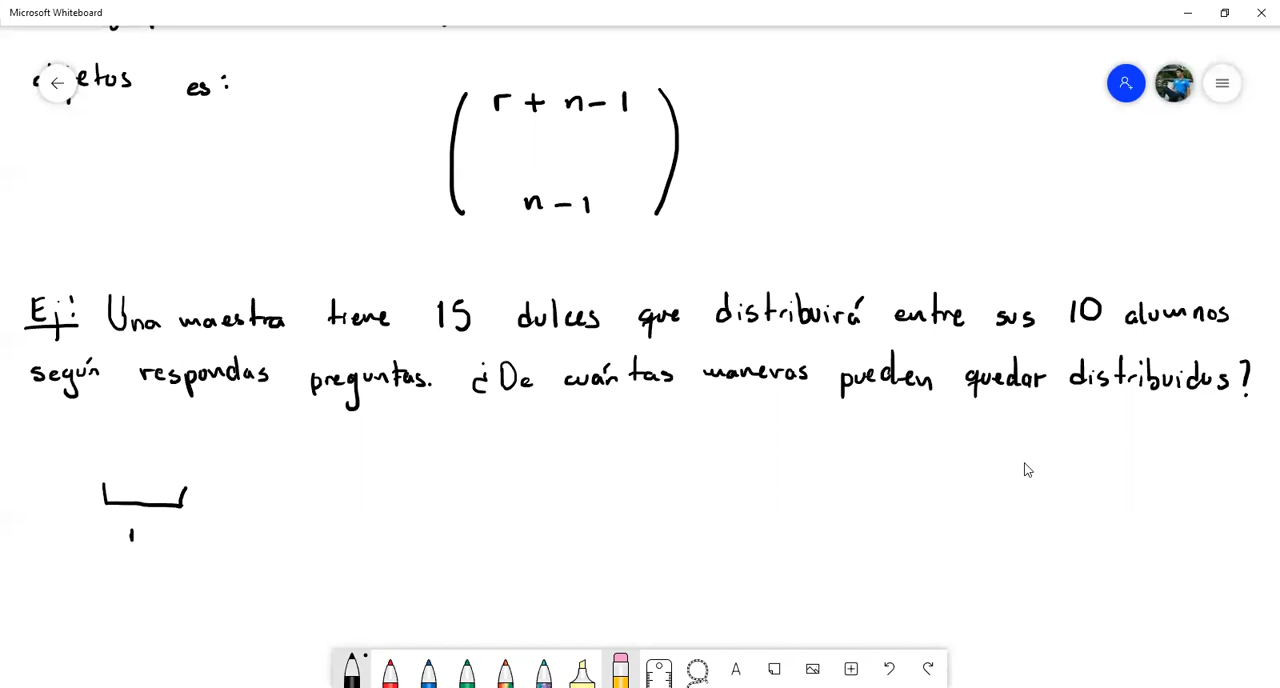 Microsoft Whiteboard
es:
r + n - 1
n - 1
Ej: Una maestra tiene 15 dulces que distribuirá entre sus 10 alumnos
según respondas preguntas. ¿De cuántas maneras pueden quedar distribuidos?
1
A